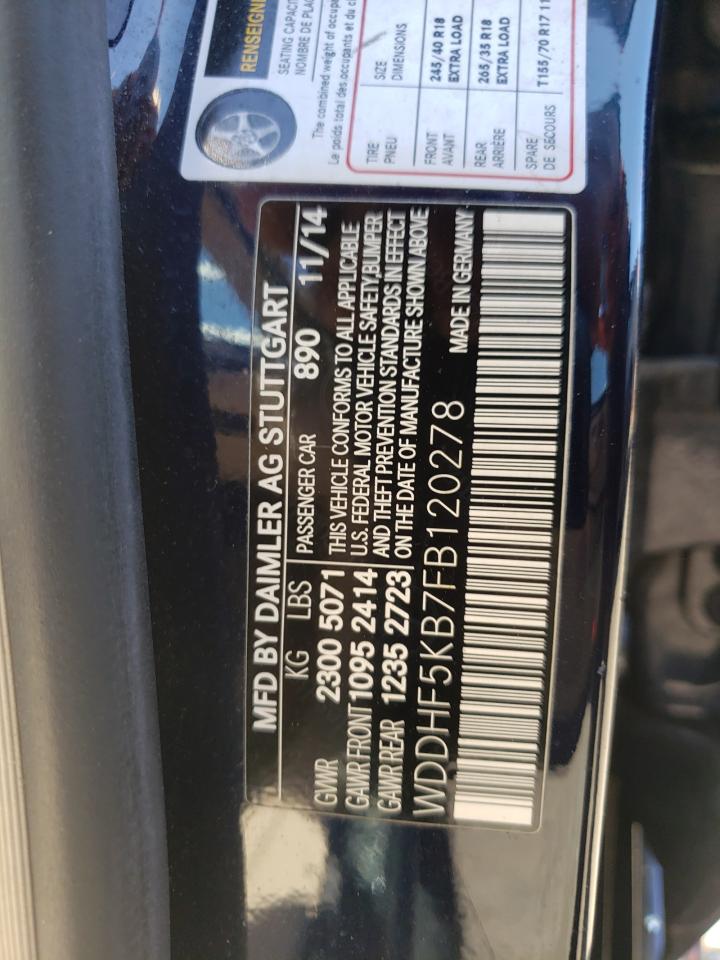 MFD BY DAIMLER AG STUTTGART
KG LBS PASSENGER CAR 890 11/14
GVWR 2300 5071 THIS VEHICLE CONFORMS TO ALL APPLICABLE
GAWR FRONT 1095 2414 U.S. FEDERAL MOTOR VEHICLE SAFETY, BUMPER
GAWR REAR 1235 2723 AND THEFT PREVENTION STANDARDS IN EFFECT
ON THE DATE OF MANUFACTURE SHOWN ABOVE
WDDHF5KB7FB120278 MADE IN GERMANY
SEATING
NOMBRE DE
The combined weight of
Le poids total des occupants et du
TIRE SIZE
PNEU DIMENSIONS
FRONT 245/40 R18
AVANT EXTRA LOAD
REAR 265/35 R18
ARRIÈRE EXTRA LOAD
SPARE T155/70 R17
DE SECOURS